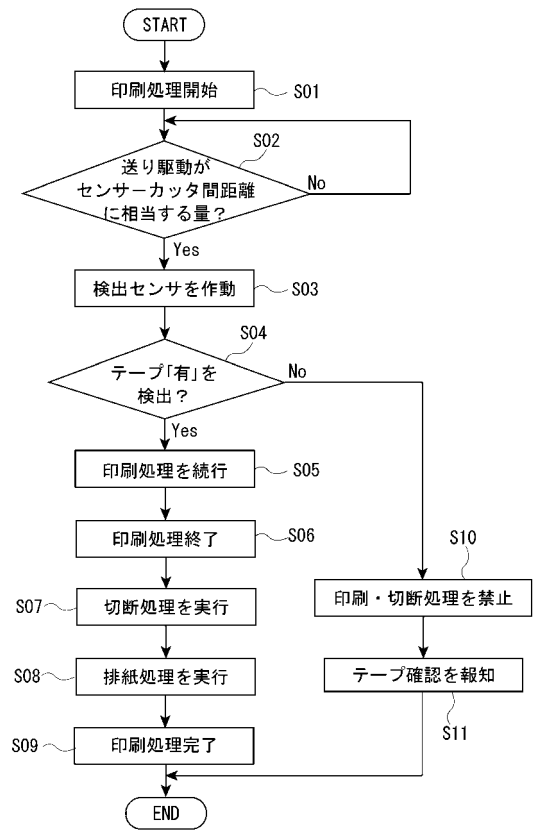 START
印刷処理開始
S01
S02
送り駆動が
センサーカッタ間距離
に相当する量？
No
Yes
検出センサを作動
S03
S04
テープ「有」を
検出？
No
Yes
印刷処理を続行
S05
印刷処理終了
S06
S07
切断処理を実行
S08
排紙処理を実行
S09
印刷処理完了
S10
印刷・切断処理を禁止
テープ確認を報知
S11
END